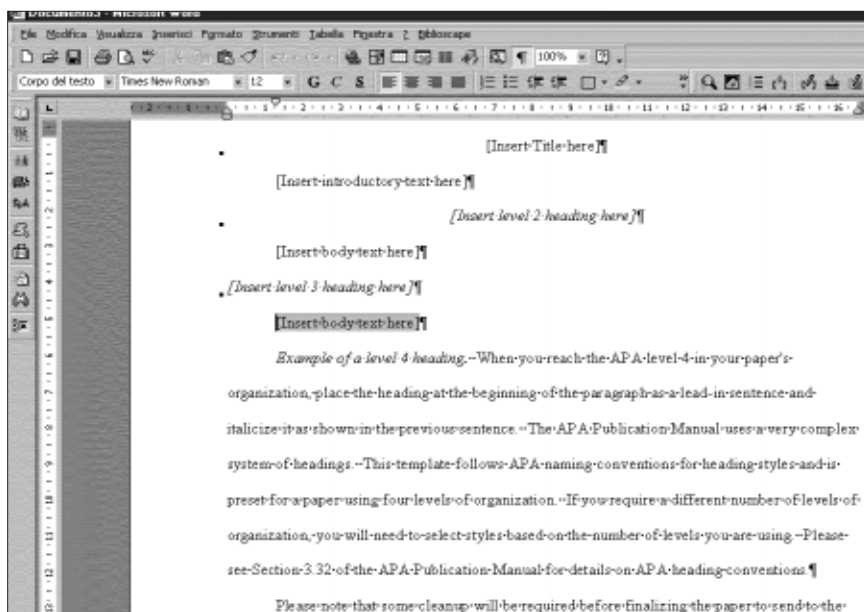 Documento3 - Microsoft Word
File Modifica Visualizza Inserisci Formato Strumenti Tabella Finestra ? Biblioscape
100%
Corpo del testo Times New Roman 12 G C S
[Insert Title here]¶
[Insert introductory text here]¶
[Insert level 2 heading here]¶
[Insert body text here]¶
[Insert level 3 heading here]¶
[Insert body text here]¶
Example of a level 4 heading. When you reach the APA level 4 in your paper's
organization, place the heading at the beginning of the paragraph as a lead-in sentence and
italicize it as shown in the previous sentence. The APA Publication Manual uses a very complex
system of headings. This template follows APA naming conventions for heading styles and is
preset for a paper using four levels of organization. If you require a different number of levels of
organization, you will need to select styles based on the number of levels you are using. Please
see Section 3.32 of the APA Publication Manual for details on APA heading conventions.¶
Please note that some cleanup will be required before finalizing the paper to send to the